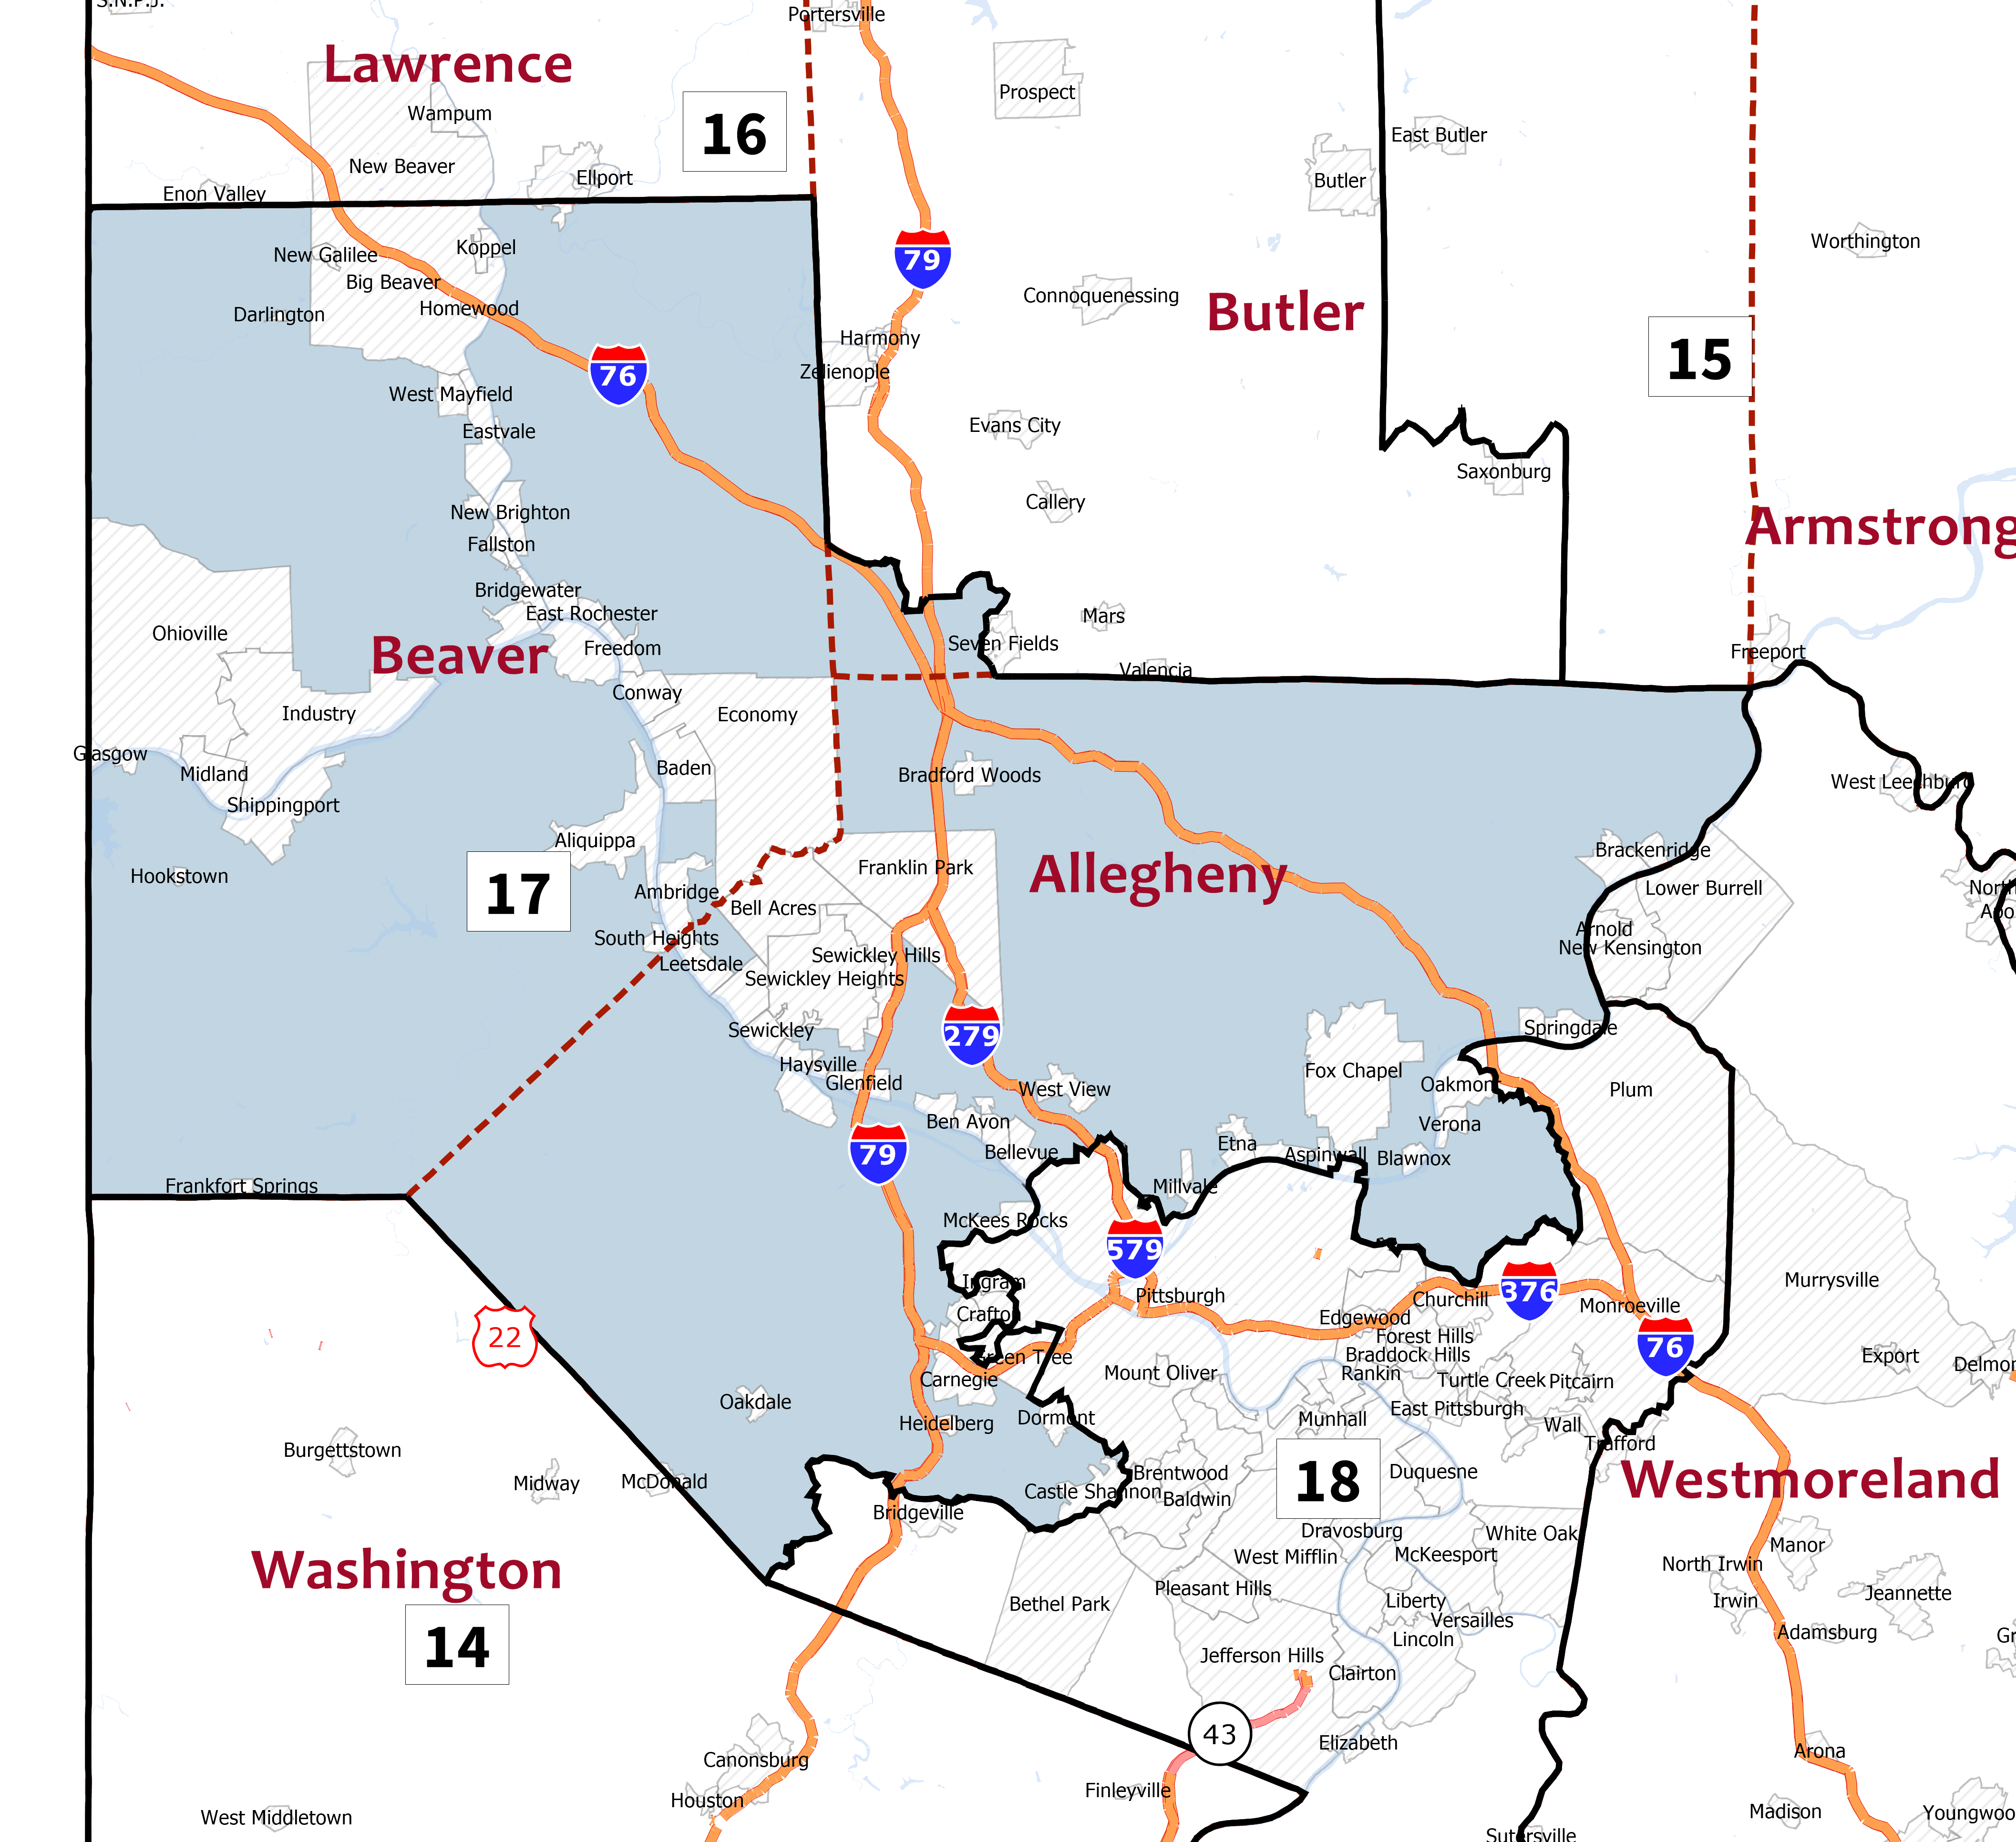 S.N.P.J.
Portersville
Lawrence
Prospect
Wampum
16
East Butler
New Beaver
Ellport
Butler
Enon Valley
Worthington
Koppel
New Galilee
79
Big Beaver
Connoquenessing
Homewood
Butler
Darlington
Harmony
15
Zelienople
76
West Mayfield
Evans City
Eastvale
Saxonburg
Callery
New Brighton
Armstrong
Fallston
Bridgewater
East Rochester
Mars
Ohioville
Beaver
Freedom
Seven Fields
Freeport
Valencia
Conway
Industry
Economy
Glasgow
Midland
Baden
Bradford Woods
West Leechburg
Shippingport
Aliquippa
Brackenridge
Hookstown
Franklin Park
Allegheny
17
Ambridge
Lower Burrell
North
Bell Acres
Apo
South Heights
Arnold
New Kensington
Leetsdale
Sewickley Hills
Sewickley Heights
Sewickley
279
Springdale
Haysville
Glenfield
West View
Fox Chapel
Oakmont
Plum
Ben Avon
Verona
79
Bellevue
Etna
Aspinwall
Blawnox
Frankfort Springs
Millvale
McKees Rocks
579
Ingram
Murrysville
Pittsburgh
Churchill
376
Monroeville
Crafton
Edgewood
22
Forest Hills
76
Green Tree
Braddock Hills
Export
Delmon
Carnegie
Mount Oliver
Rankin
Turtle Creek
Pitcairn
Oakdale
Heidelberg
Dormont
Munhall
East Pittsburgh
Wall
Trafford
Burgettstown
Midway
McDonald
Brentwood
18
Duquesne
Westmoreland
Castle Shannon
Baldwin
Bridgeville
Dravosburg
White Oak
Manor
Washington
West Mifflin
McKeesport
North Irwin
Pleasant Hills
Jeannette
14
Bethel Park
Liberty
Irwin
Versailles
Adamsburg
Gr
Lincoln
Jefferson Hills
Clairton
43
Elizabeth
Arona
Canonsburg
Finleyville
Houston
West Middletown
Madison
Youngwoo
Sutersville